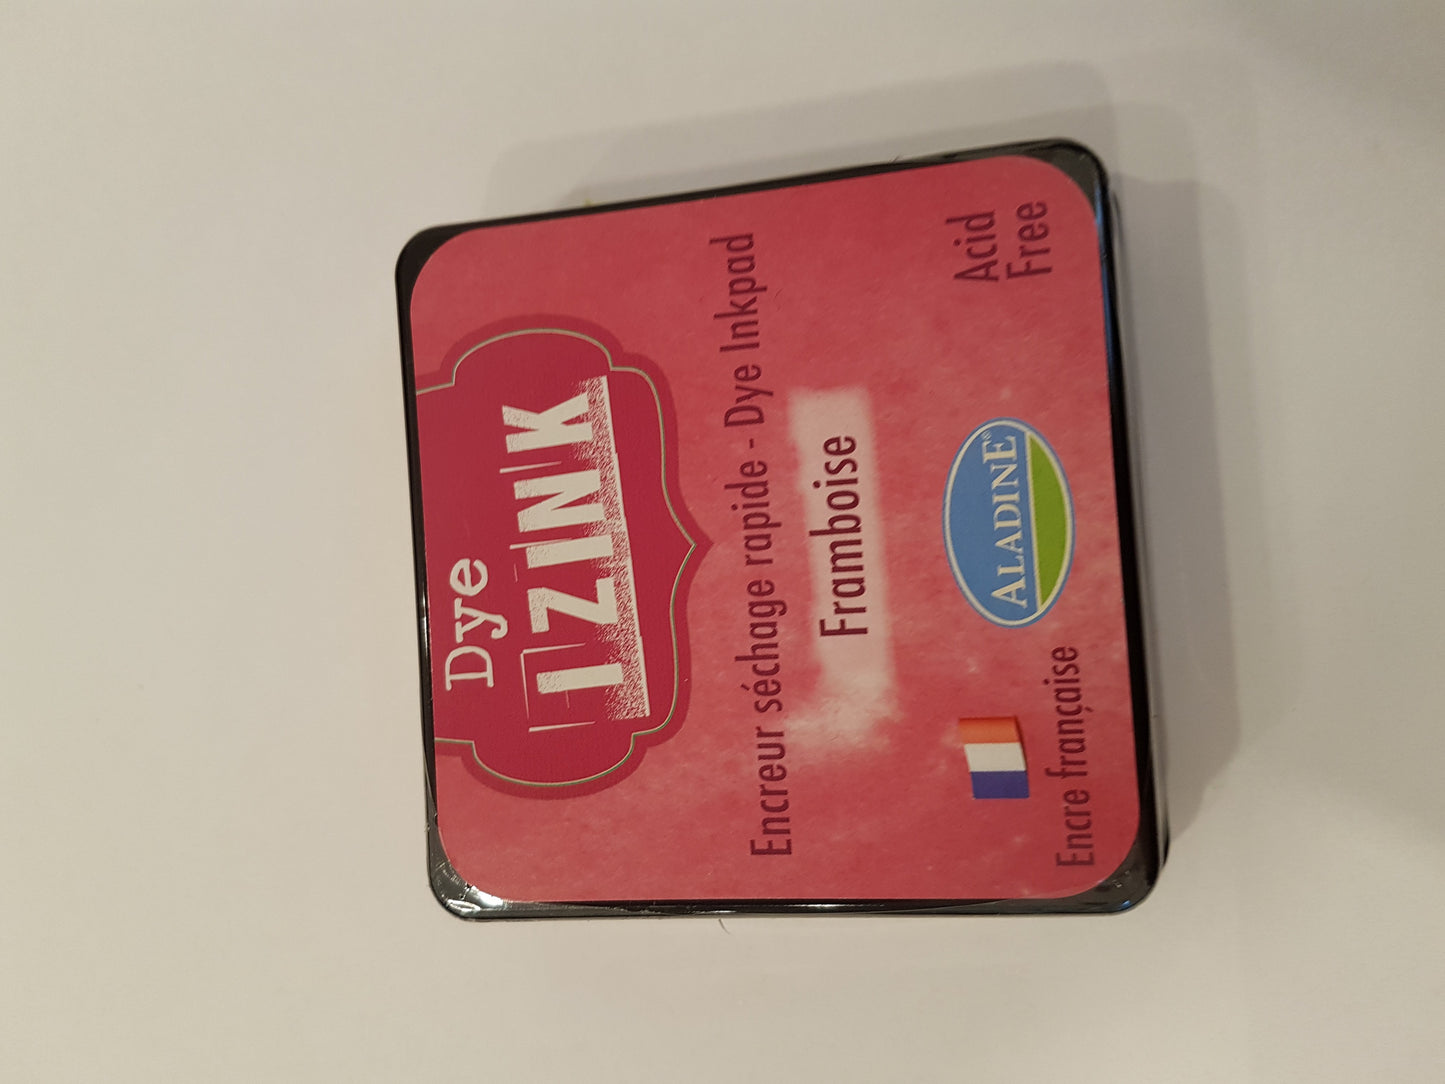 Dye
IZINK
Encreur séchage rapide - Dye Inkpad
Framboise
ALADINE®
Encre française
Acid
Free